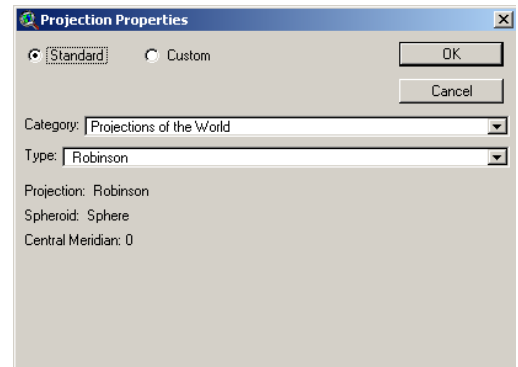 Projection Properties
Standard Custom OK
Cancel
Category: Projections of the World
Type: Robinson
Projection: Robinson
Spheroid: Sphere
Central Meridian: 0